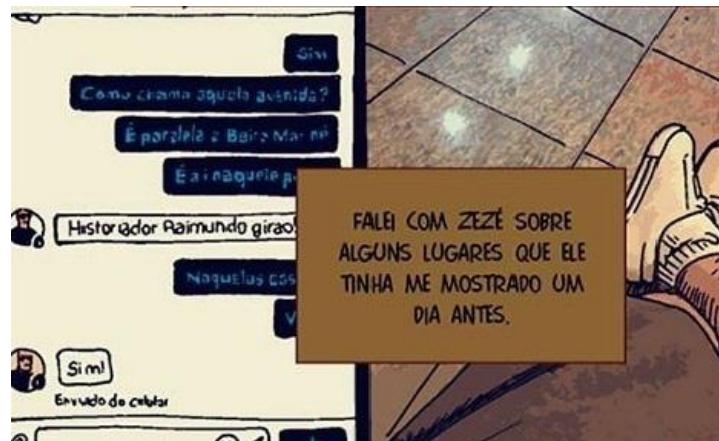 Sim
Como chama aquela avenida?
É paralela a Beira Mar né
É aí naquele
Historiador Raimundo girao!
Naquelas
Sim!
Enviado do celular
FALEI COM ZEZÉ SOBRE
ALGUNS LUGARES QUE ELE
TINHA ME MOSTRADO UM
DIA ANTES.